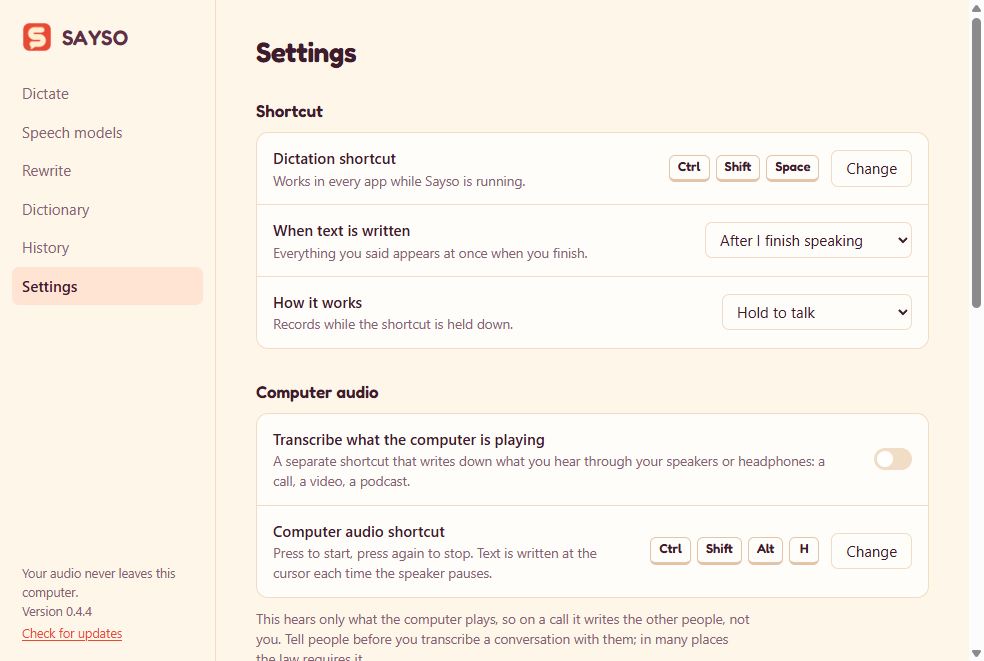 SAYSO
Dictate
Speech models
Rewrite
Dictionary
History
Settings
Your audio never leaves this
computer.
Version 0.4.4
Check for updates
Settings
Shortcut
Dictation shortcut
Works in every app while Sayso is running.
Ctrl Shift Space Change
When text is written
Everything you said appears at once when you finish.
After I finish speaking
How it works
Records while the shortcut is held down.
Hold to talk
Computer audio
Transcribe what the computer is playing
A separate shortcut that writes down what you hear through your speakers or headphones: a
call, a video, a podcast.
Computer audio shortcut
Press to start, press again to stop. Text is written at the
cursor each time the speaker pauses.
Ctrl Shift Alt H Change
This hears only what the computer plays, so on a call it writes the other people, not
you. Tell people before you transcribe a conversation with them; in many places
the law requires it.